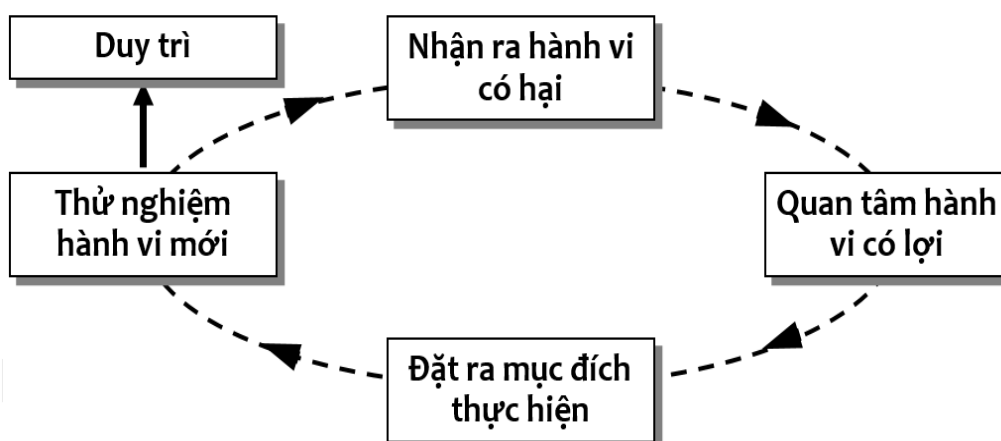 Duy trì
Nhận ra hành vi
có hại
Thử nghiệm
hành vi mới
Quan tâm hành
vi có lợi
Đặt ra mục đích
thực hiện